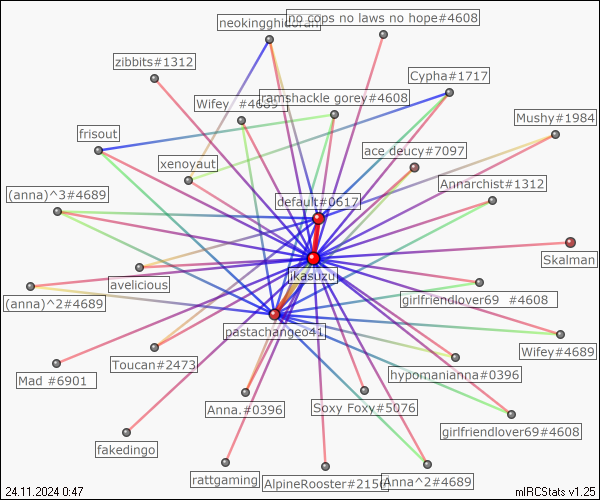 no cops no laws no hope#4608
neokingghidorah
zibbits#1312
Cypha#1717
Wifey #4689
ramshackle gorey#4608
Mushy#1984
frisout
ace deucy#7097
xenoyaut
Annarchist#1312
(anna)^3#4689
default#0617
Skalman
jikasuzu
avelicious
(anna)^2#4689
girlfriendlover69 #4608
pastachangeo41
Wifey#4689
Toucan#2473
hypomanianna#0396
Mad #6901
Anna.#0396
Soxy Foxy#5076
girlfriendlover69#4608
fakedingo
rattgaming
AlpineRooster#2150
Anna^2#4689
24.11.2024 0:47
mIRCStats v1.25